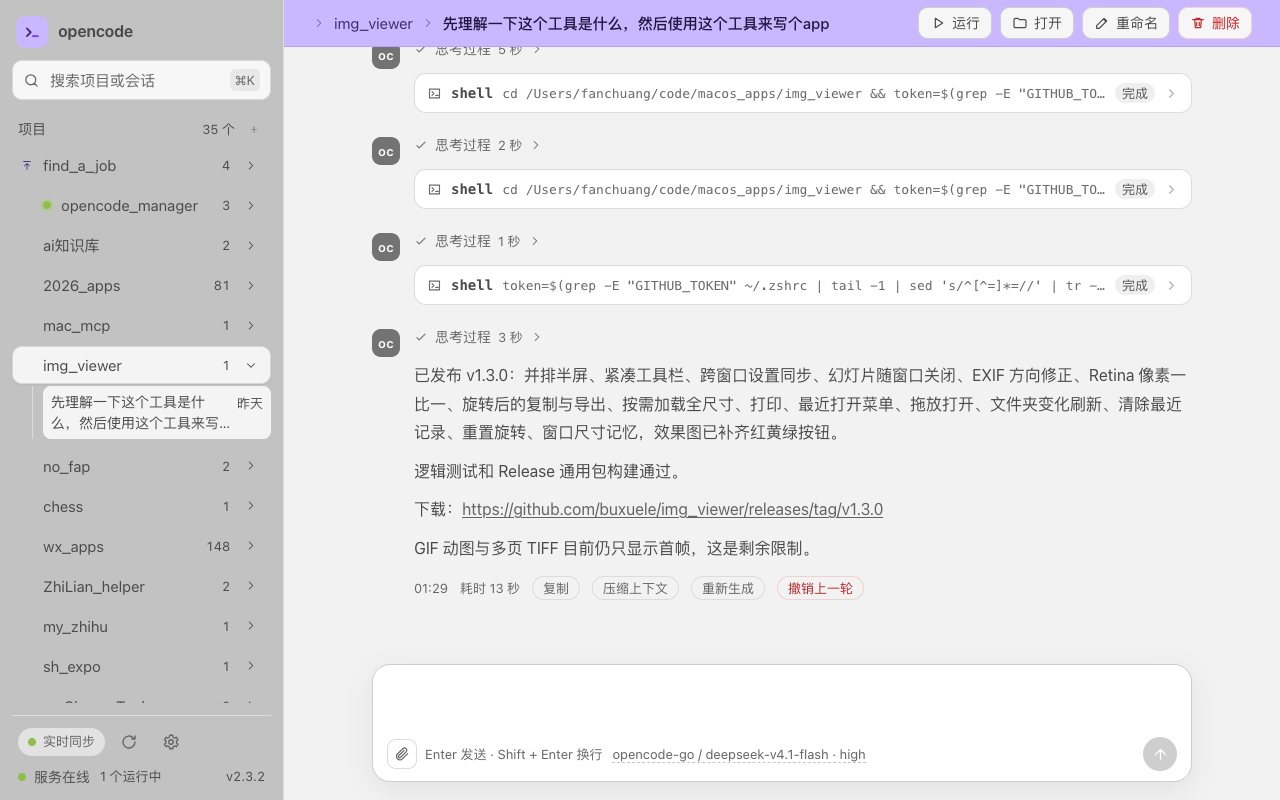 opencode
搜索项目或会话 ⌘K
项目 35 个 +
find_a_job 4
opencode_manager 3
ai知识库 2
2026_apps 81
mac_mcp 1
img_viewer 1
先理解一下这个工具是什
么，然后使用这个工具来写... 昨天
no_fap 2
chess 1
wx_apps 148
ZhiLian_helper 2
my_zhihu 1
sh_expo 1
实时同步
服务在线 1 个运行中 v2.3.2
img_viewer 先理解一下这个工具是什么，然后使用这个工具来写个app 运行 打开 重命名 删除
oc 思考过程 5 秒
shell cd /Users/fanchuang/code/macos_apps/img_viewer && token=$(grep -E "GITHUB_TO… 完成
oc 思考过程 2 秒
shell cd /Users/fanchuang/code/macos_apps/img_viewer && token=$(grep -E "GITHUB_TO… 完成
oc 思考过程 1 秒
shell token=$(grep -E "GITHUB_TOKEN" ~/.zshrc | tail -1 | sed 's/^[^=]*=//' | tr -… 完成
oc 思考过程 3 秒
已发布 v1.3.0：并排半屏、紧凑工具栏、跨窗口设置同步、幻灯片随窗口关闭、EXIF 方向修正、Retina 像素一
比一、旋转后的复制与导出、按需加载全尺寸、打印、最近打开菜单、拖放打开、文件夹变化刷新、清除最近
记录、重置旋转、窗口尺寸记忆，效果图已补齐红黄绿按钮。
逻辑测试和 Release 通用包构建通过。
下载：https://github.com/buxuele/img_viewer/releases/tag/v1.3.0
GIF 动图与多页 TIFF 目前仍只显示首帧，这是剩余限制。
01:29 耗时 13 秒 复制 压缩上下文 重新生成 撤销上一轮
Enter 发送 · Shift + Enter 换行 opencode-go / deepseek-v4.1-flash · high